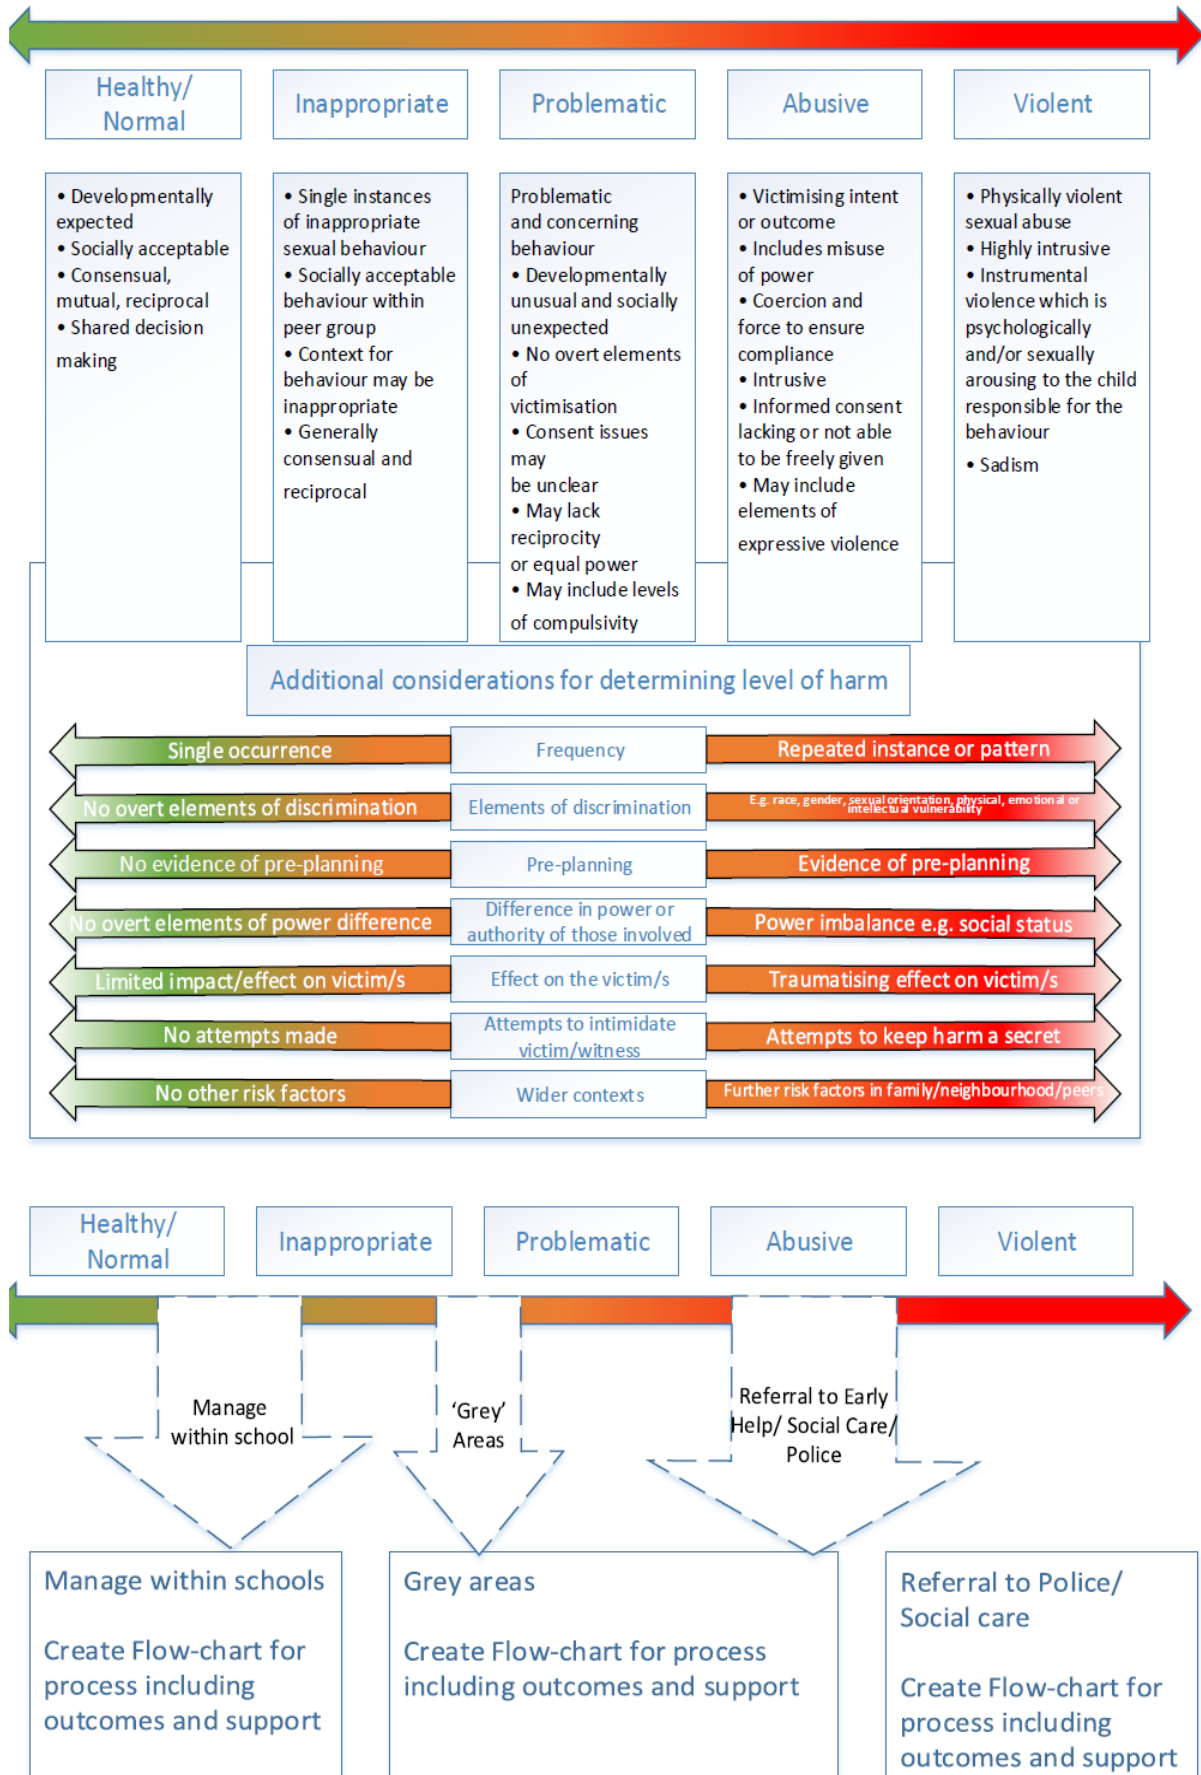 Healthy/
Normal
Inappropriate
Problematic
Abusive
Violent
• Developmentally
expected
• Socially acceptable
• Consensual,
mutual, reciprocal
• Shared decision
making
• Single instances
of inappropriate
sexual behaviour
• Socially acceptable
behaviour within
peer group
• Context for
behaviour may be
inappropriate
• Generally
consensual and
reciprocal
Problematic
and concerning
behaviour
• Developmentally
unusual and socially
unexpected
• No overt elements
of
victimisation
• Consent issues
may
be unclear
• May lack
reciprocity
or equal power
• May include levels
of compulsivity
• Victimising intent
or outcome
• Includes misuse
of power
• Coercion and
force to ensure
compliance
• Intrusive
• Informed consent
lacking or not able
to be freely given
• May include
elements of
expressive violence
• Physically violent
sexual abuse
• Highly intrusive
• Instrumental
violence which is
psychologically
and/or sexually
arousing to the child
responsible for the
behaviour
• Sadism
Additional considerations for determining level of harm
Single occurrence
Frequency
Repeated instance or pattern
No overt elements of discrimination
Elements of discrimination
E.g. race, gender, sexual orientation, physical, emotional or
intellectual vulnerability
No evidence of pre-planning
Pre-planning
Evidence of pre-planning
No overt elements of power difference
Difference in power or
authority of those involved
Power imbalance e.g. social status
Limited impact/effect on victim/s
Effect on the victim/s
Traumatising effect on victim/s
No attempts made
Attempts to intimidate
victim/witness
Attempts to keep harm a secret
No other risk factors
Wider contexts
Further risk factors in family/neighbourhood/peers
Healthy/
Normal
Inappropriate
Problematic
Abusive
Violent
Manage
within school
'Grey'
Areas
Referral to Early
Help/ Social Care/
Police
Manage within schools
Create Flow-chart for
process including
outcomes and support
Grey areas
Create Flow-chart for process
including outcomes and support
Referral to Police/
Social care
Create Flow-chart for
process including
outcomes and support